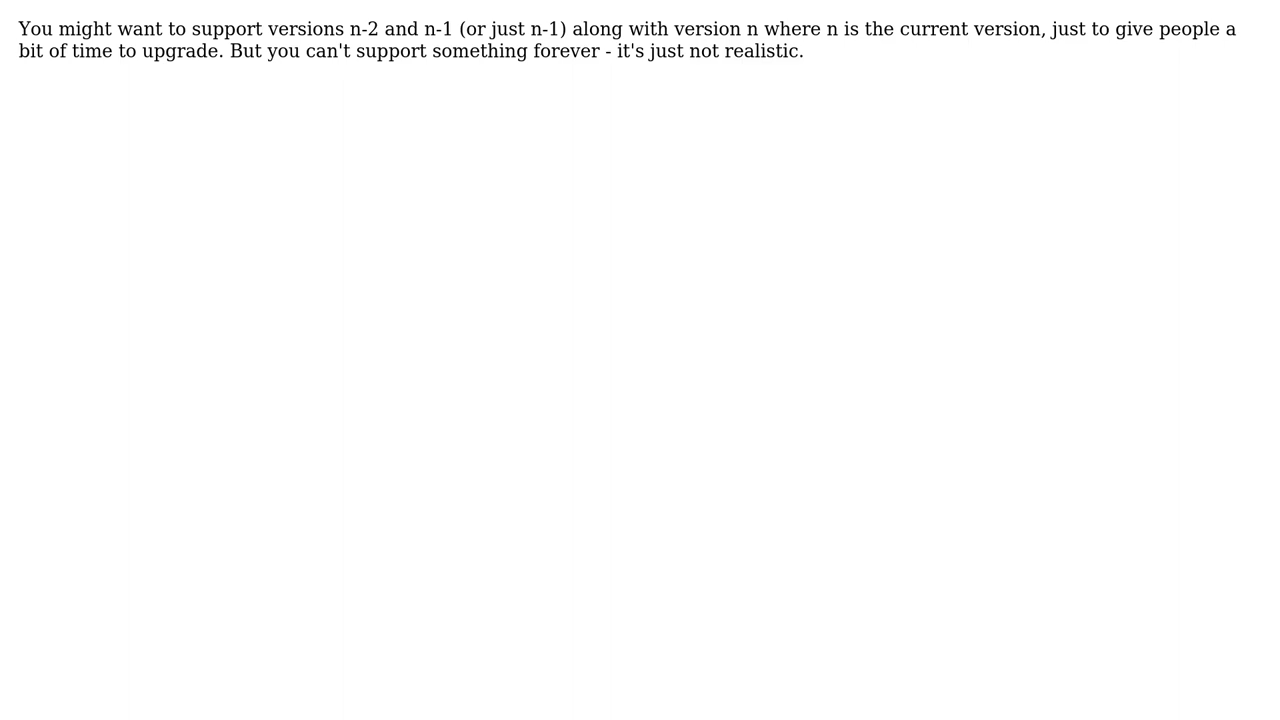 You might want to support versions n-2 and n-1 (or just n-1) along with version n where n is the current version, just to give people a
bit of time to upgrade. But you can't support something forever - it's just not realistic.